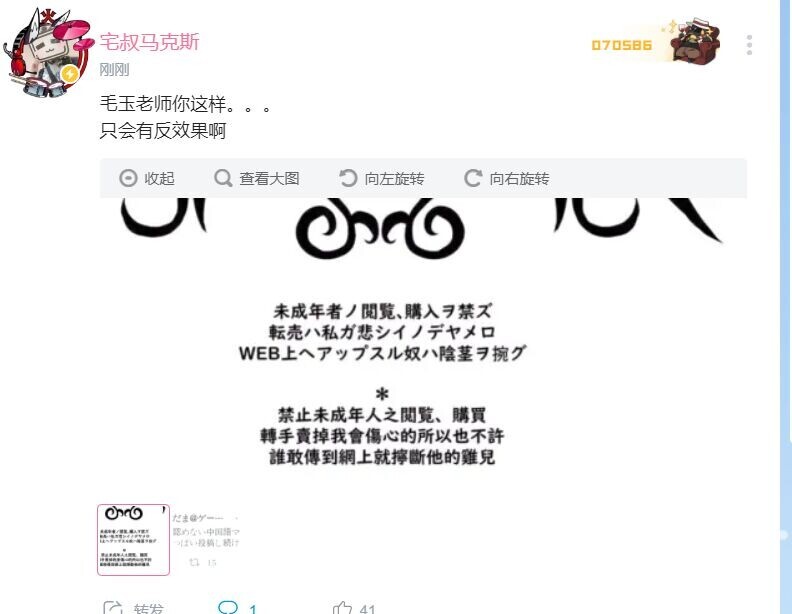 宅叔马克斯
070586
刚刚
毛玉老师你这样。。。
只会有反效果啊
收起 查看大图 向左旋转 向右旋转
未成年者ノ閲覧、購入ヲ禁ズ
転売ハ私ガ悲シイノデヤメロ
WEB上ヘアップスル奴ハ陰茎ヲ捥グ
*
禁止未成年人之閲覧、購買
轉手賣掉我會傷心的所以也不許
誰敢傳到網上就擰斷他的雞兒
だま@ゲー
認めない中国語で
っぱい投稿し続け
15
转发 1 41